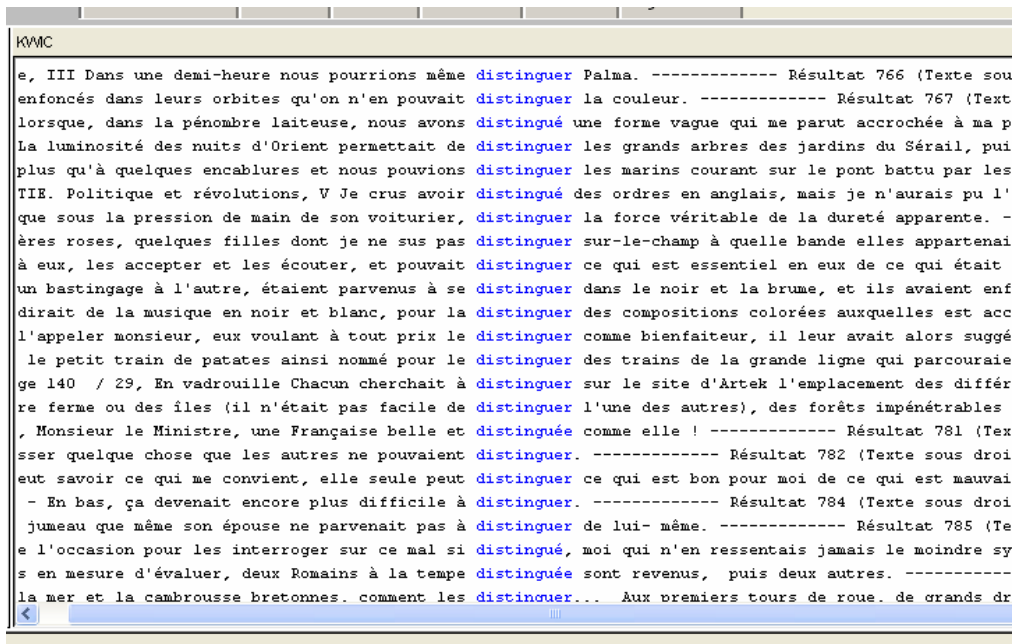 KWIC
e, III Dans une demi-heure nous pourrions même distinguer Palma. ------------- Résultat 766 (Texte sou
enfoncés dans leurs orbites qu'on n'en pouvait distinguer la couleur. ------------- Résultat 767 (Text
lorsque, dans la pénombre laiteuse, nous avons distingué une forme vague qui me parut accrochée à ma p
La luminosité des nuits d'Orient permettait de distinguer les grands arbres des jardins du Sérail, pui
plus qu'à quelques encablures et nous pouvions distinguer les marins courant sur le pont battu par les
TIE. Politique et révolutions, V Je crus avoir distingué des ordres en anglais, mais je n'aurais pu l'
que sous la pression de main de son voiturier, distinguer la force véritable de la dureté apparente. -
ères roses, quelques filles dont je ne sus pas distinguer sur-le-champ à quelle bande elles appartenai
à eux, les accepter et les écouter, et pouvait distinguer ce qui est essentiel en eux de ce qui était
un bastingage à l'autre, étaient parvenus à se distinguer dans le noir et la brume, et ils avaient enf
dirait de la musique en noir et blanc, pour la distinguer des compositions colorées auxquelles est acc
l'appeler monsieur, eux voulant à tout prix le distinguer comme bienfaiteur, il leur avait alors suggé
le petit train de patates ainsi nommé pour le distinguer des trains de la grande ligne qui parcouraie
ge 140 / 29, En vadrouille Chacun cherchait à distinguer sur le site d'Artek l'emplacement des différ
re ferme ou des îles (il n'était pas facile de distinguer l'une des autres), des forêts impénétrables
, Monsieur le Ministre, une Française belle et distinguée comme elle ! ------------- Résultat 781 (Tex
sser quelque chose que les autres ne pouvaient distinguer. ------------- Résultat 782 (Texte sous droi
eut savoir ce qui me convient, elle seule peut distinguer ce qui est bon pour moi de ce qui est mauvai
- En bas, ça devenait encore plus difficile à distinguer. ------------- Résultat 784 (Texte sous droi
jumeau que même son épouse ne parvenait pas à distinguer de lui- même. ------------- Résultat 785 (Te
e l'occasion pour les interroger sur ce mal si distingué, moi qui n'en ressentais jamais le moindre sy
s en mesure d'évaluer, deux Romains à la tempe distinguée sont revenus, puis deux autres. -----------
la mer et la cambrousse bretonnes, comment les distinguer... Aux premiers tours de roue, de grands dr